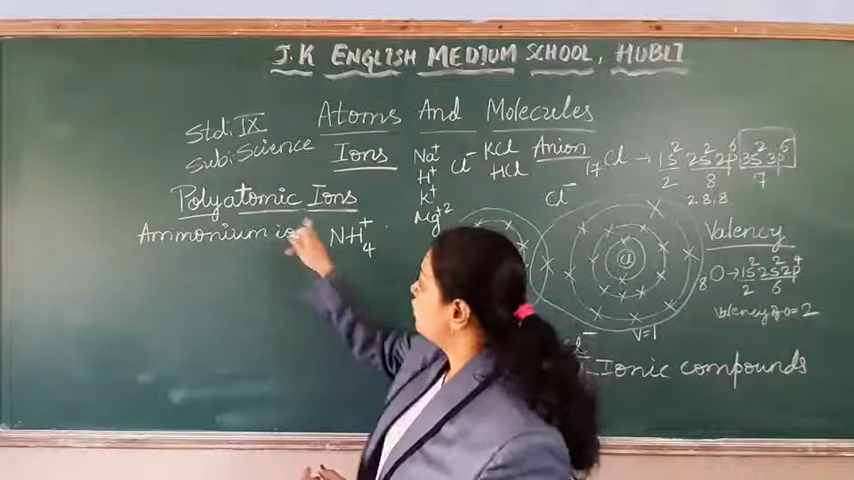 J.K ENGLISH MEDIUM SCHOOL, HUBLI
Std: IX
Atoms And Molecules
Sub: Science
Ions
Na+ Cl- KCl Anion
H+ HCl
17Cl → 1s2 2s2 2p6 3s2 3p5
2 8 7
K+
Mg+2
Cl-
2.8.8
Polyatomic Ions
Ammonium NH4+
Cl
Valency
8O → 1s2 2s2 2p4
2 6
Valency of O = 2
V=1
Ionic compounds